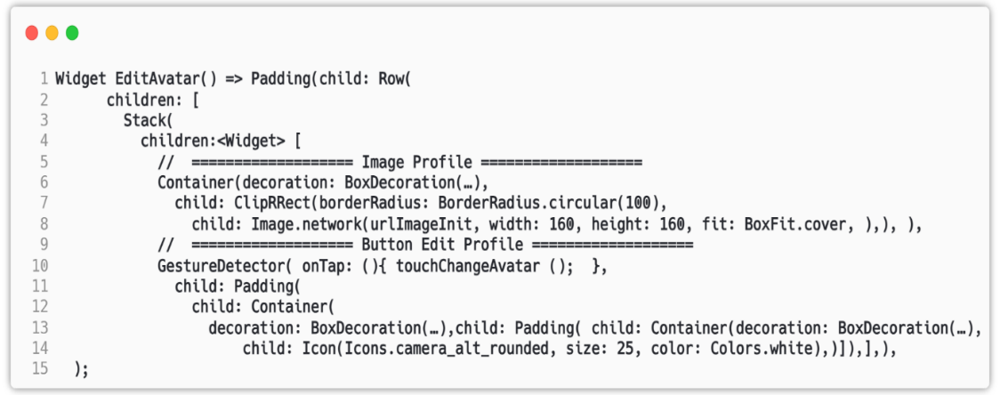 1 Widget EditAvatar() => Padding(child: Row(
2 children: [
3 Stack(
4 children:<Widget> [
5 // =================== Image Profile ===================
6 Container(decoration: BoxDecoration(…),
7 child: ClipRRect(borderRadius: BorderRadius.circular(100),
8 child: Image.network(urlImageInit, width: 160, height: 160, fit: BoxFit.cover, ),), ),
9 // =================== Button Edit Profile ===================
10 GestureDetector( onTap: (){ touchChangeAvatar (); },
11 child: Padding(
12 child: Container(
13 decoration: BoxDecoration(…),child: Padding( child: Container(decoration: BoxDecoration(…),
14 child: Icon(Icons.camera_alt_rounded, size: 25, color: Colors.white),)]),],),
15 );